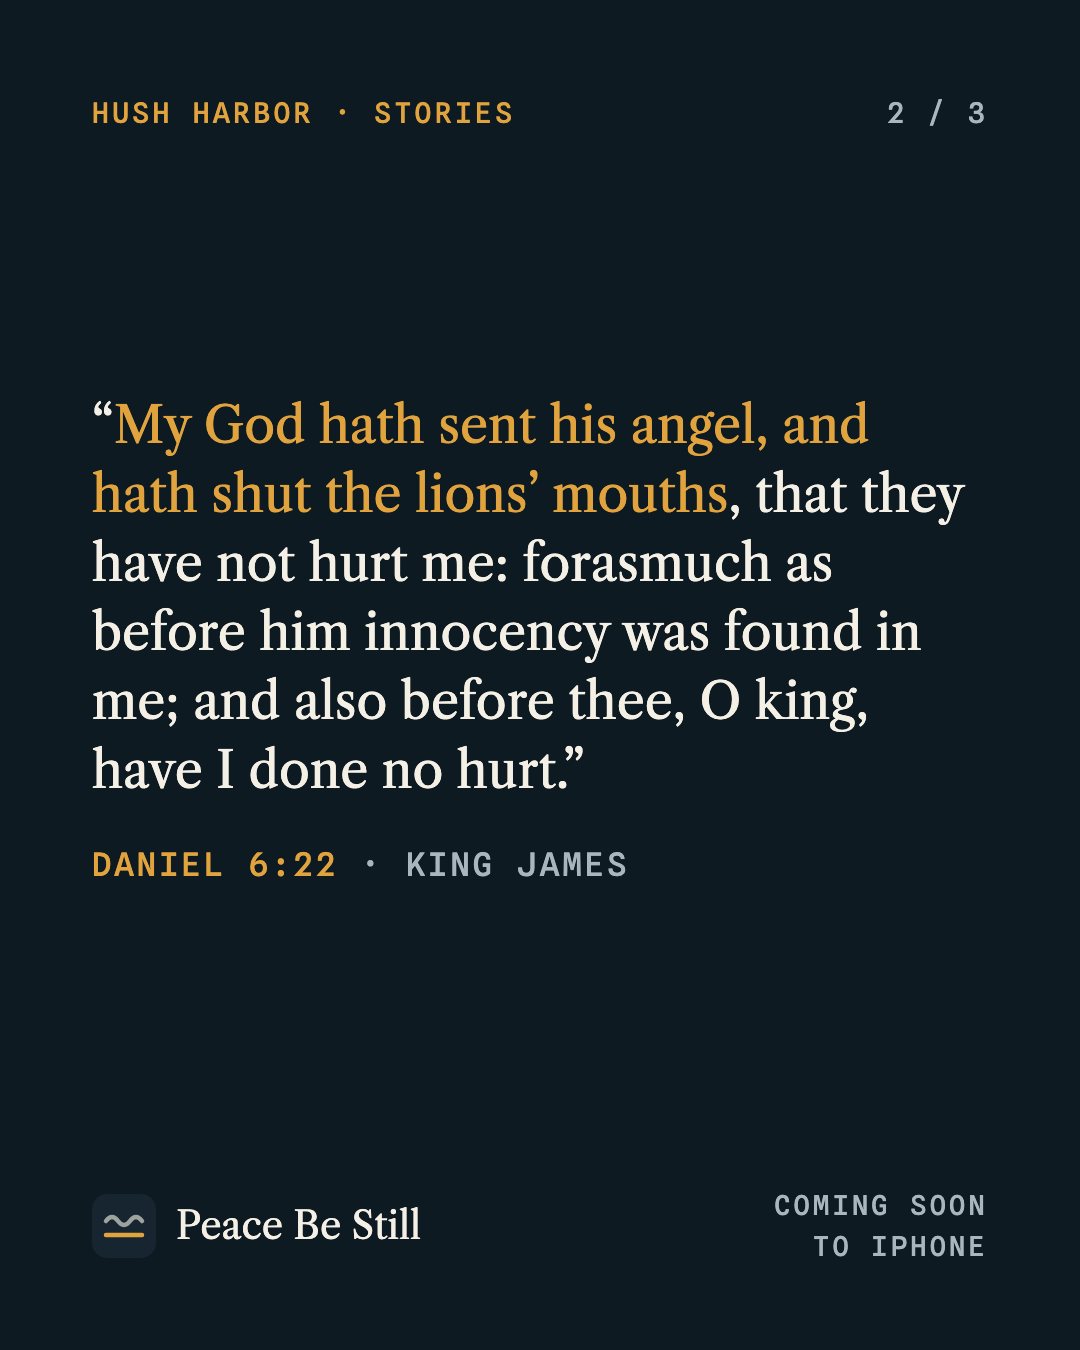 HUSH HARBOR · STORIES
2 / 3
“My God hath sent his angel, and
hath shut the lions’ mouths, that they
have not hurt me: forasmuch as
before him innocency was found in
me; and also before thee, O king,
have I done no hurt.”
DANIEL 6:22 · KING JAMES
Peace Be Still
COMING SOON
TO IPHONE